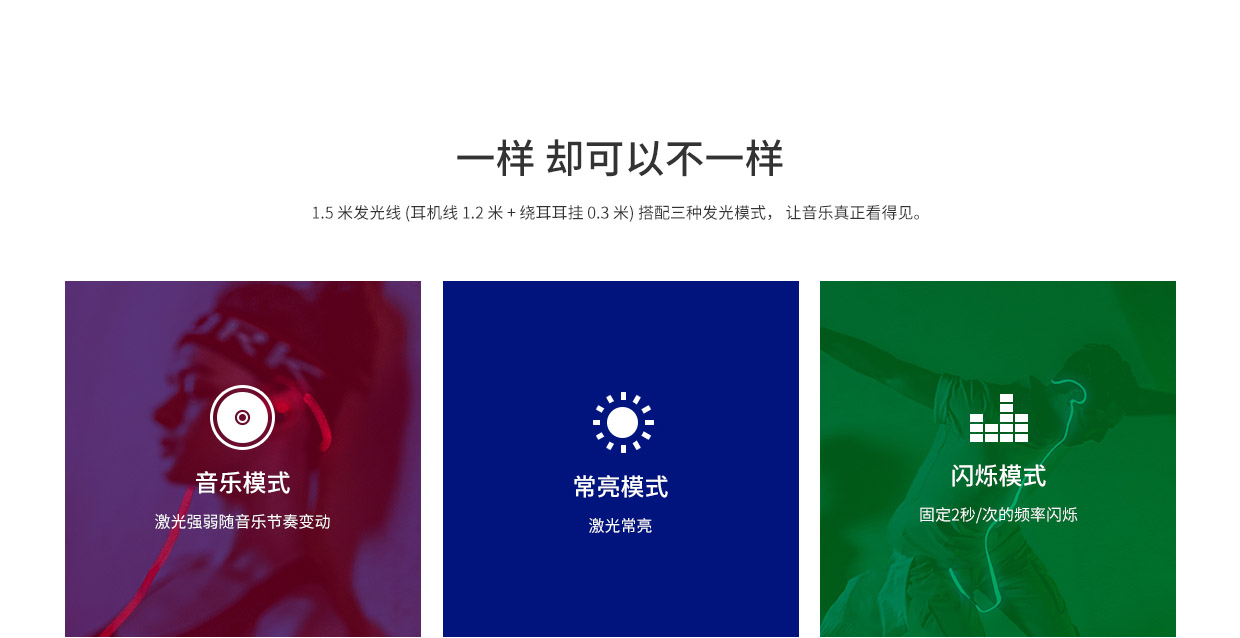 一样 却可以不一样
1.5 米发光线 (耳机线 1.2 米 + 绕耳耳挂 0.3 米) 搭配三种发光模式， 让音乐真正看得见。
音乐模式
激光强弱随音乐节奏变动
常亮模式
激光常亮
闪烁模式
固定2秒/次的频率闪烁